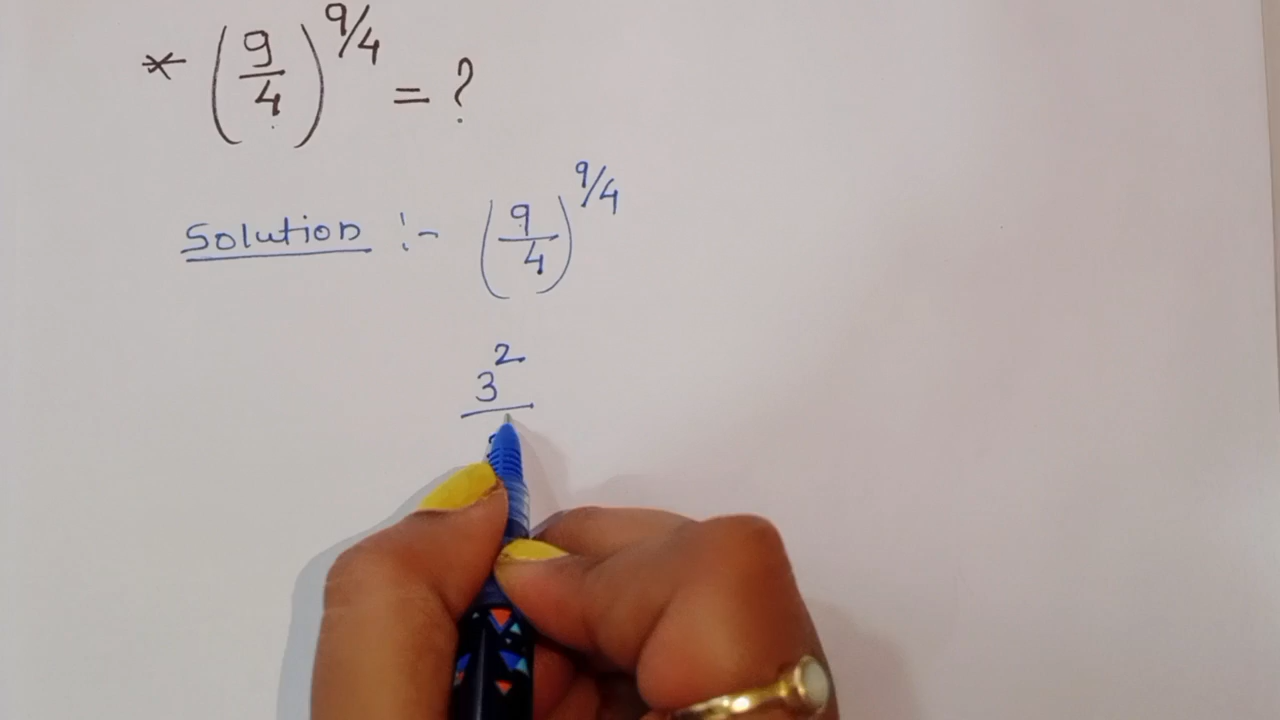 * (9/4)^9/4 = ?
Solution :- (9/4)^9/4
3^2